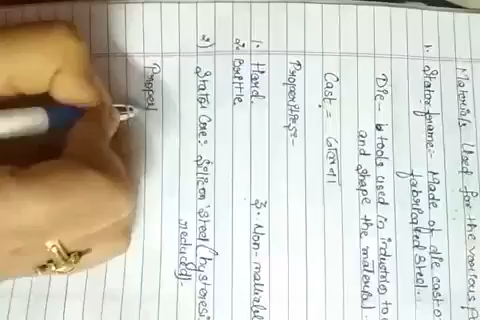 Materials Used for the various
1. Stator frame:- Made of die cast or
fabricated steel.
Die - is tools used in industries to
and shape the material.
Cast =
Properties:-
1. Hard
3. Non-malleable
2. Brittle
2) Stator Core: Silicon Steel (hysteresis
reduced)-
Proper